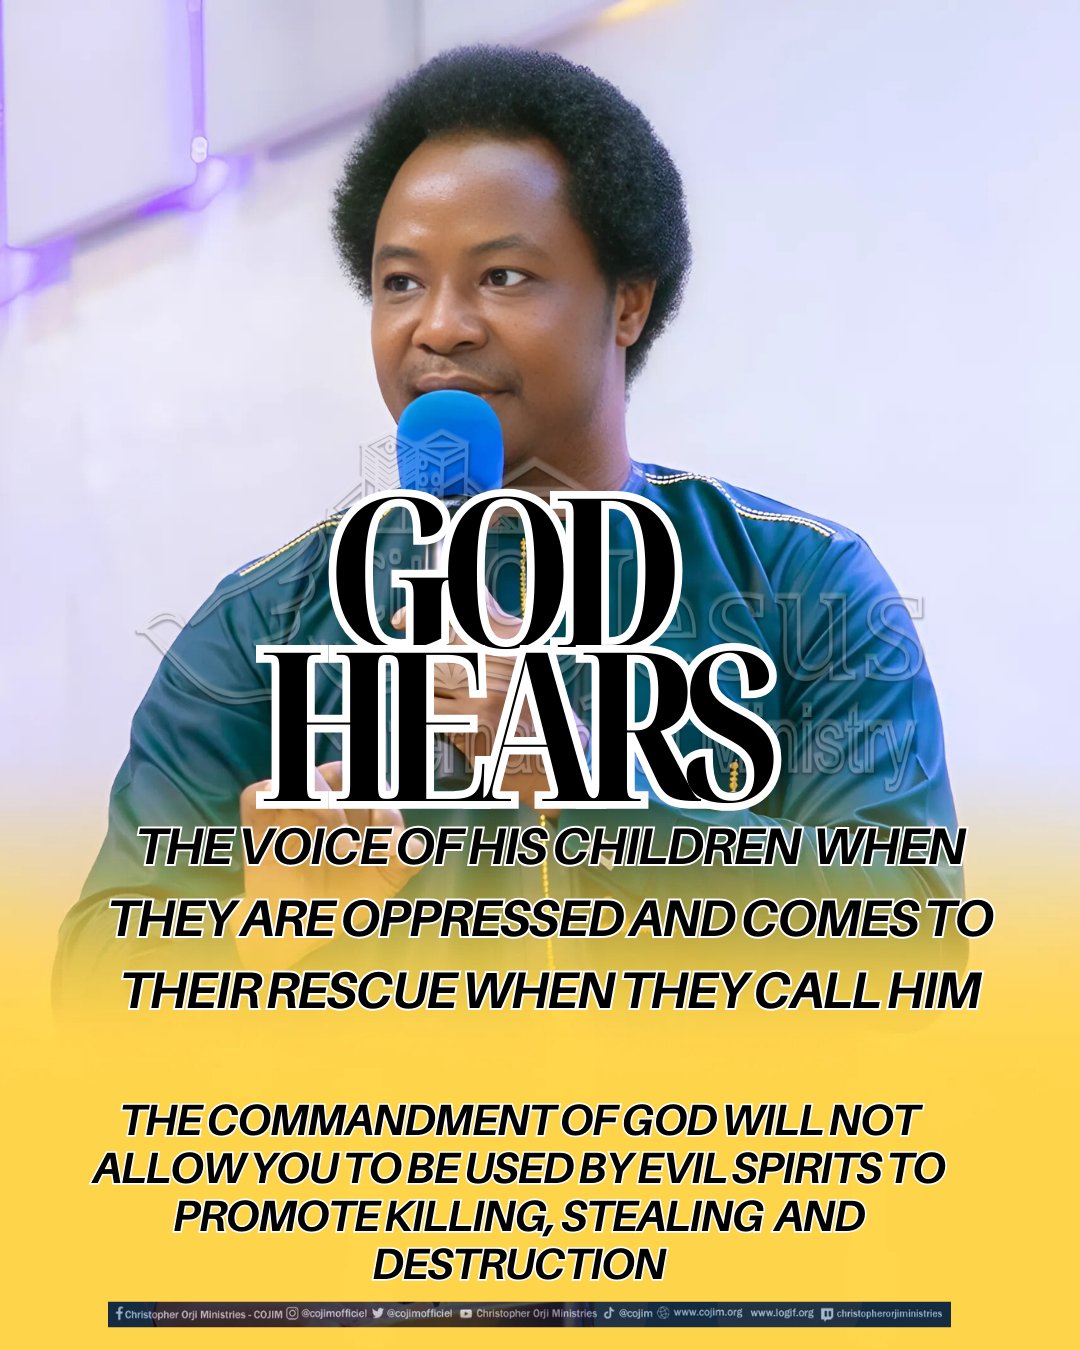 GOD
HEARS
THE VOICE OF HIS CHILDREN WHEN
THEY ARE OPPRESSED AND COMES TO
THEIR RESCUE WHEN THEY CALL HIM
THE COMMANDMENT OF GOD WILL NOT
ALLOW YOU TO BE USED BY EVIL SPIRITS TO
PROMOTE KILLING, STEALING AND
DESTRUCTION
Christopher Orji Ministries - COJIM @cojimofficiel @cojimofficiel Christopher Orji Ministries @cojim www.cojim.org www.logif.org christopherorjiministries